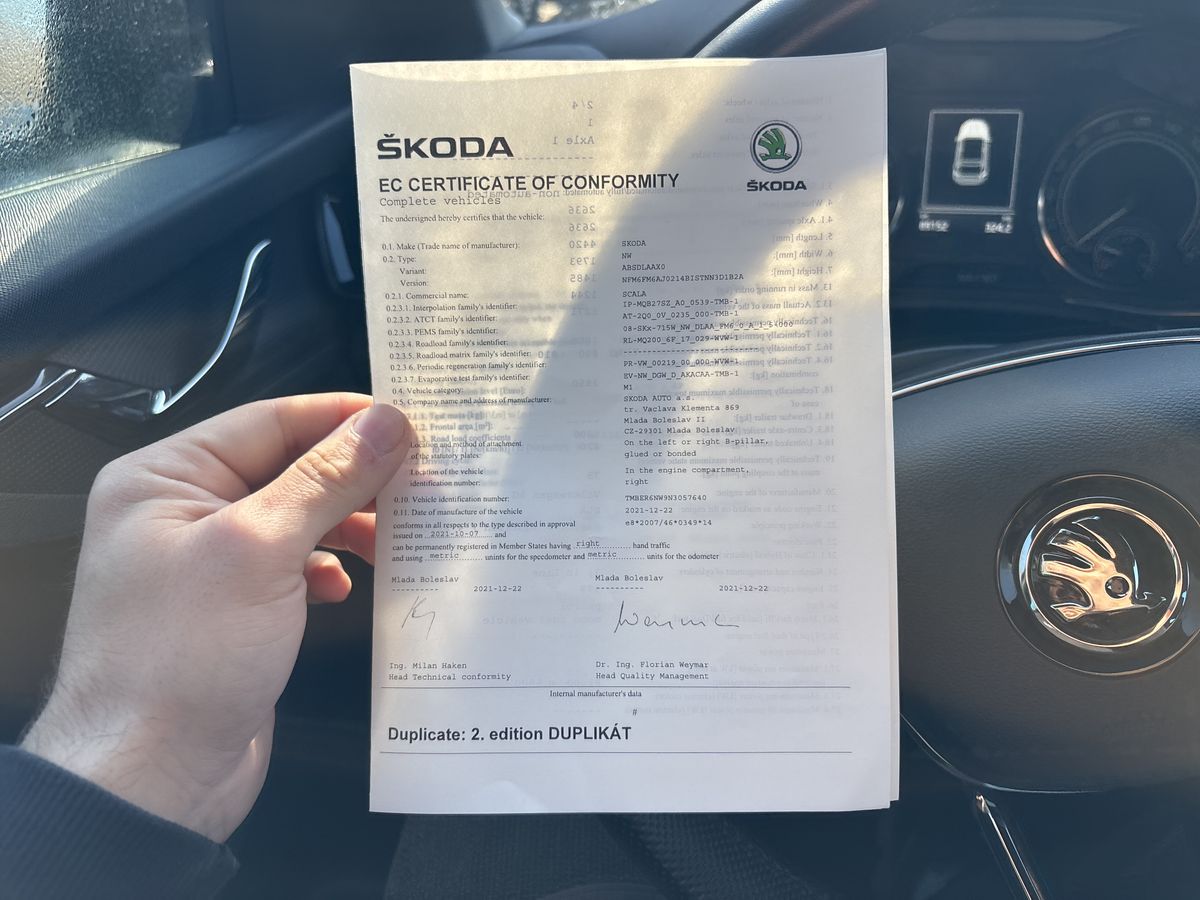 ŠKODA
ŠKODA
EC CERTIFICATE OF CONFORMITY
Complete vehicles
The undersigned hereby certifies that the vehicle:
0.1. Make (Trade name of manufacturer): SKODA
0.2. Type: NW
Variant: ABSDLAAX0
Version: NFM6FM6AJ0214BISTNN3D1B2A
0.2.1. Commercial name: SCALA
0.2.3.1. Interpolation family's identifier: IP-MQB27SZ_A0_0539-TMB-1
0.2.3.2. ATCT family's identifier: AT-2Q0_0V_0235_000-TMB-1
0.2.3.3. PEMS family's identifier:
0.2.3.4. Roadload family's identifier: RL-MQ200_6F_17_029-WVW-1
0.2.3.5. Roadload matrix family's identifier: ------------------------
0.2.3.6. Periodic regeneration family's identifier: PR-VW_00219_00_000-WVW-1
0.2.3.7. Evaporative test family's identifier: EV-NW_DGW_D_AKACAA-TMB-1
0.4. Vehicle category: M1
0.5. Company name and address of manufacturer: SKODA AUTO a.s.
tr. Vaclava Klementa 869
Mlada Boleslav II
CZ-29301 Mlada Boleslav
Location and method of attachment On the left or right B-pillar,
of the statutory plates: glued or bonded
Location of the vehicle In the engine compartment,
identification number: right
0.10. Vehicle identification number: TMBER6NW9N3057640
0.11. Date of manufacture of the vehicle 2021-12-22
conforms in all respects to the type described in approval e8*2007/46*0349*14
issued on 2021-10-07 and
can be permanently registered in Member States having right hand traffic
and using metric unints for the speedometer and metric units for the odometer
Mlada Boleslav Mlada Boleslav
--------- 2021-12-22 --------- 2021-12-22
Ing. Milan Haken Dr. Ing. Florian Weymar
Head Technical conformity Head Quality Management
Internal manufacturer's data
#
Duplicate: 2. edition DUPLIKÁT